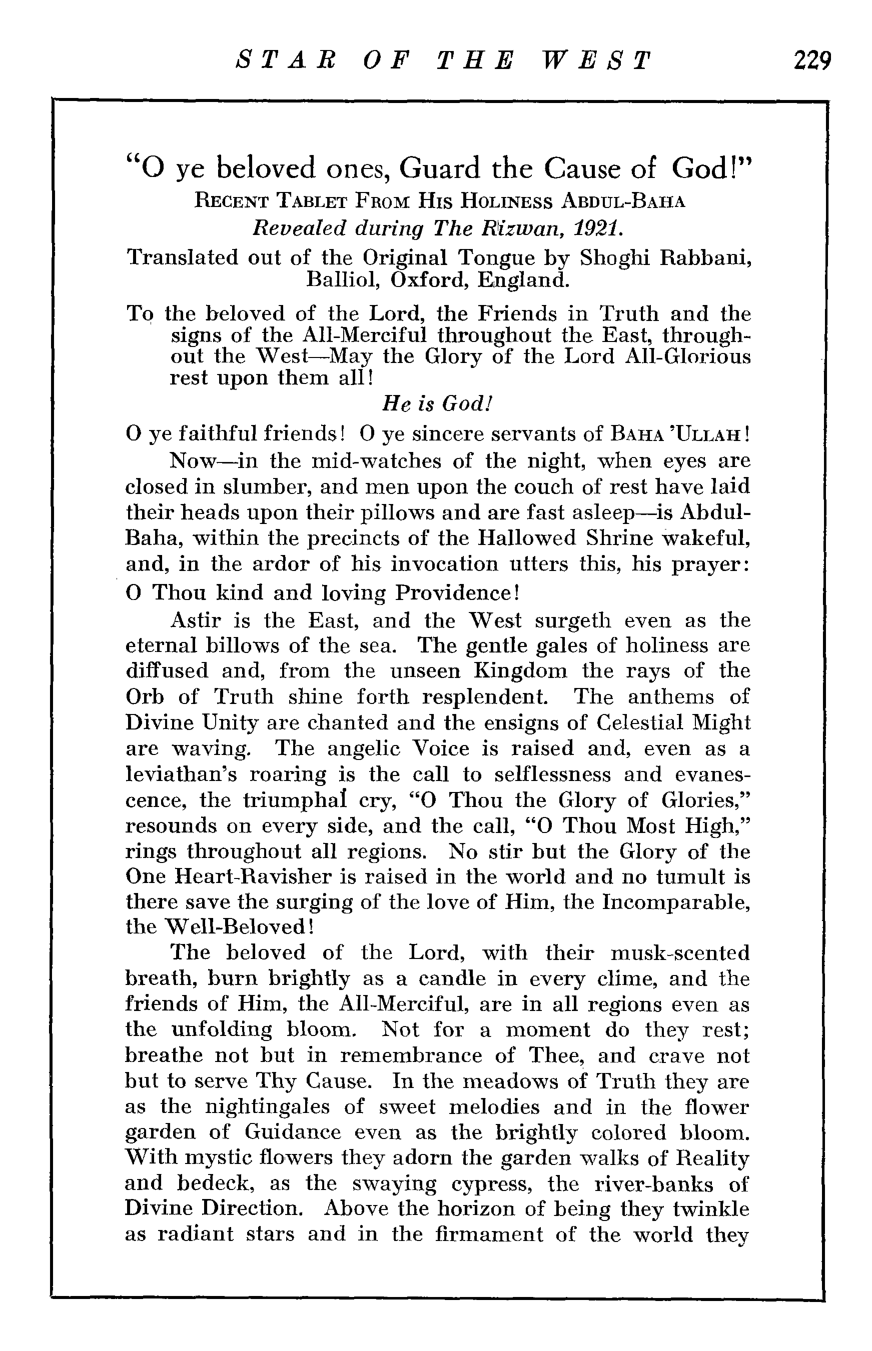 STAR OF THE WEST 229
“O ye beloved ones, Guard the Cause of God!”
RECENT TABLET FROM HIS HOLINESS ABDUL-BAHA
Revealed during The Rizwan, 1921.
Translated out of the Original Tongue by Shoghi Rabbani,
Balliol, Oxford, England.
To the beloved of the Lord, the Friends in Truth and the
signs of the All-Merciful throughout the East, through-
out the West—May the Glory of the Lord All-Glorious
rest upon them all!
He is God!
O ye faithful friends! O ye sincere servants of BAHA ’ULLAH!
Now—in the mid-watches of the night, when eyes are
closed in slumber, and men upon the couch of rest have laid
their heads upon their pillows and are fast asleep—is Abdul-
Baha, within the precincts of the Hallowed Shrine wakeful,
and, in the ardor of his invocation utters this, his prayer:
O Thou kind and loving Providence!
Astir is the East, and the West surgeth even as the
eternal billows of the sea. The gentle gales of holiness are
diffused and, from the unseen Kingdom the rays of the
Orb of Truth shine forth resplendent. The anthems of
Divine Unity are chanted and the ensigns of Celestial Might
are waving. The angelic Voice is raised and, even as a
leviathan’s roaring is the call to selflessness and evanes-
cence, the triumphal cry, “O Thou the Glory of Glories,”
resounds on every side, and the call, “O Thou Most High,”
rings throughout all regions. No stir but the Glory of the
One Heart-Ravisher is raised in the world and no tumult is
there save the surging of the love of Him, the Incomparable,
the Well-Beloved!
The beloved of the Lord, with their musk-scented
breath, burn brightly as a candle in every clime, and the
friends of Him, the All-Merciful, are in all regions even as
the unfolding bloom. Not for a moment do they rest;
breathe not but in remembrance of Thee, and crave not
but to serve Thy Cause. In the meadows of Truth they are
as the nightingales of sweet melodies and in the flower
garden of Guidance even as the brightly colored bloom.
With mystic flowers they adorn the garden walks of Reality
and bedeck, as the swaying cypress, the river-banks of
Divine Direction. Above the horizon of being they twinkle
as radiant stars and in the firmament of the world they